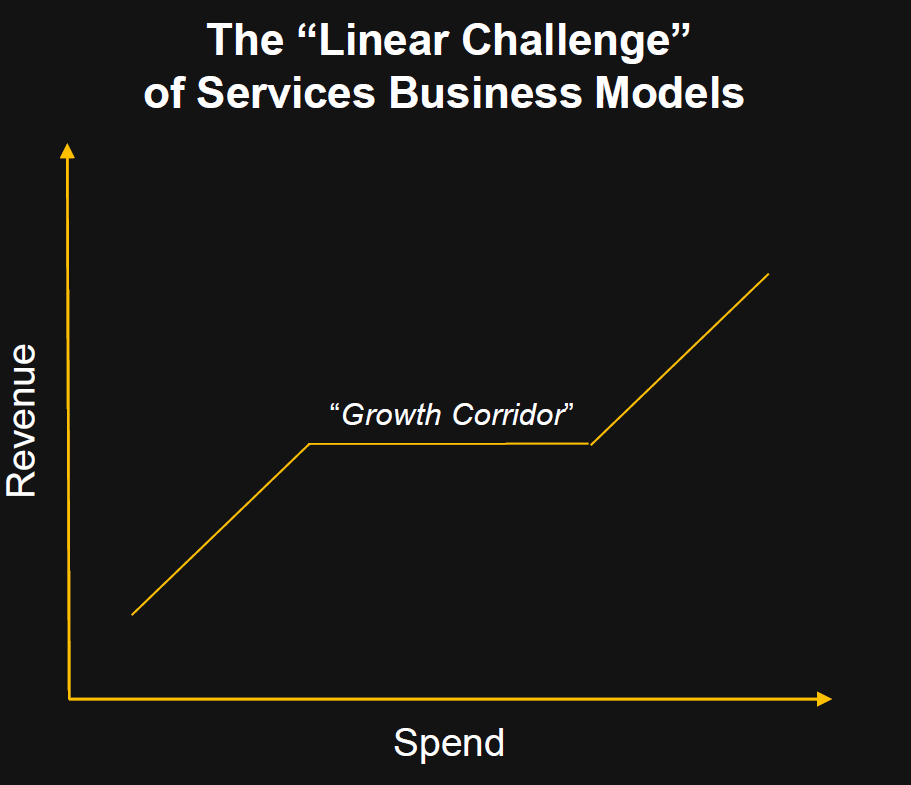 The “Linear Challenge”
of Services Business Models
Revenue
“Growth Corridor”
Spend